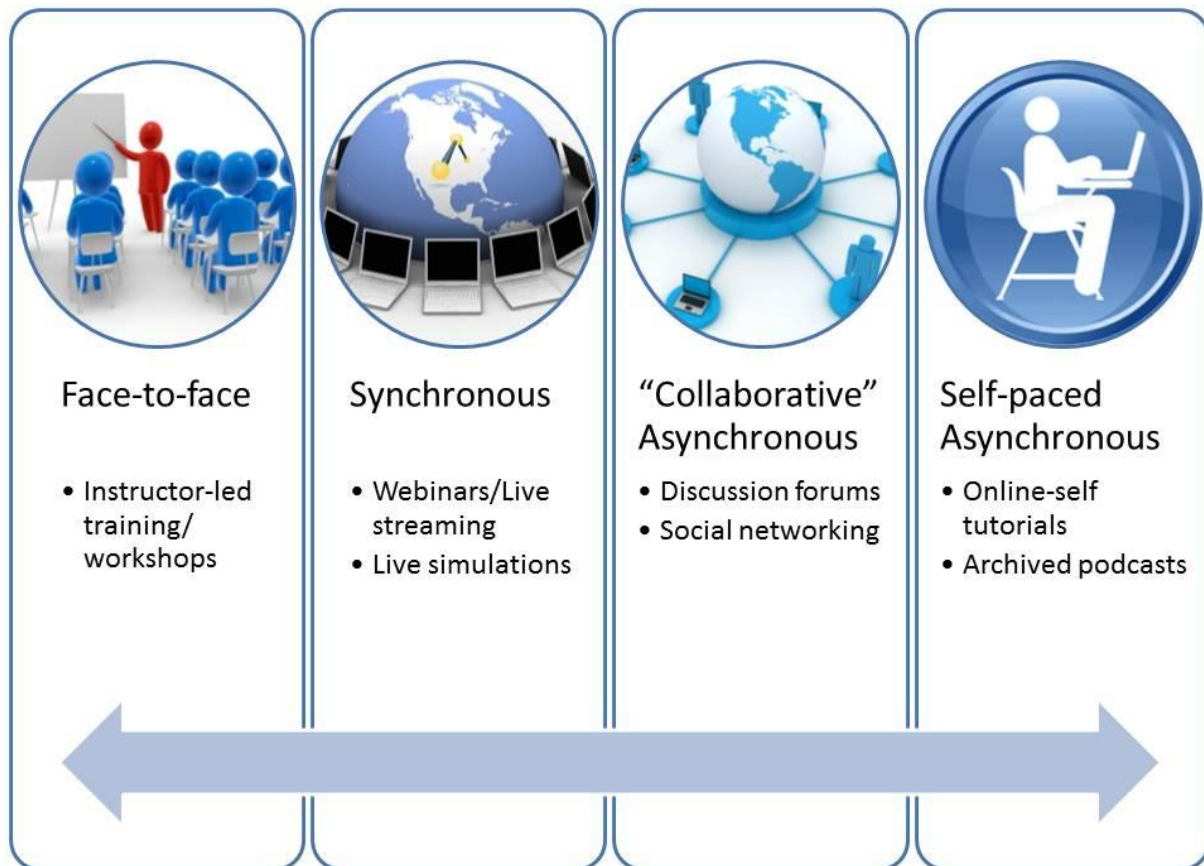 Face-to-face
• Instructor-led
training/
workshops
Synchronous
• Webinars/Live
streaming
• Live simulations
“Collaborative”
Asynchronous
• Discussion forums
• Social networking
Self-paced
Asynchronous
• Online-self
tutorials
• Archived podcasts